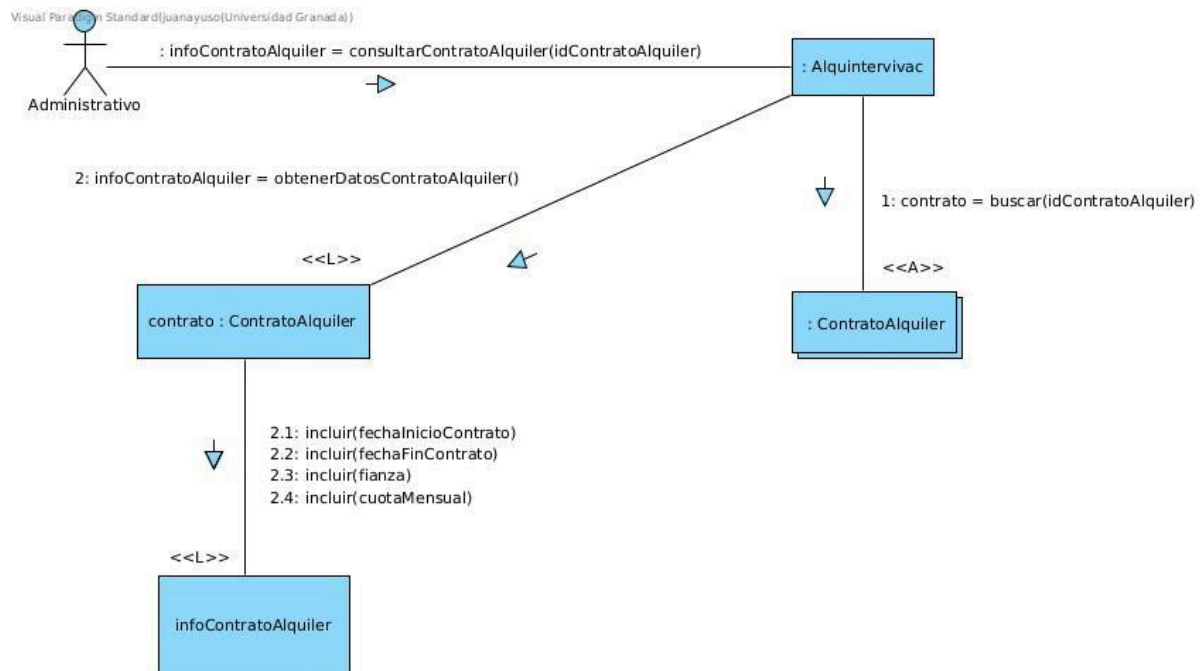 Visual Paradigm Standard(juanayuso(Universidad Granada))
: infoContratoAlquiler = consultarContratoAlquiler(idContratoAlquiler)
: Alquintervivac
Administrativo
2: infoContratoAlquiler = obtenerDatosContratoAlquiler()
1: contrato = buscar(idContratoAlquiler)
<<L>>
<<A>>
contrato : ContratoAlquiler
: ContratoAlquiler
2.1: incluir(fechaInicioContrato)
2.2: incluir(fechaFinContrato)
2.3: incluir(fianza)
2.4: incluir(cuotaMensual)
<<L>>
infoContratoAlquiler